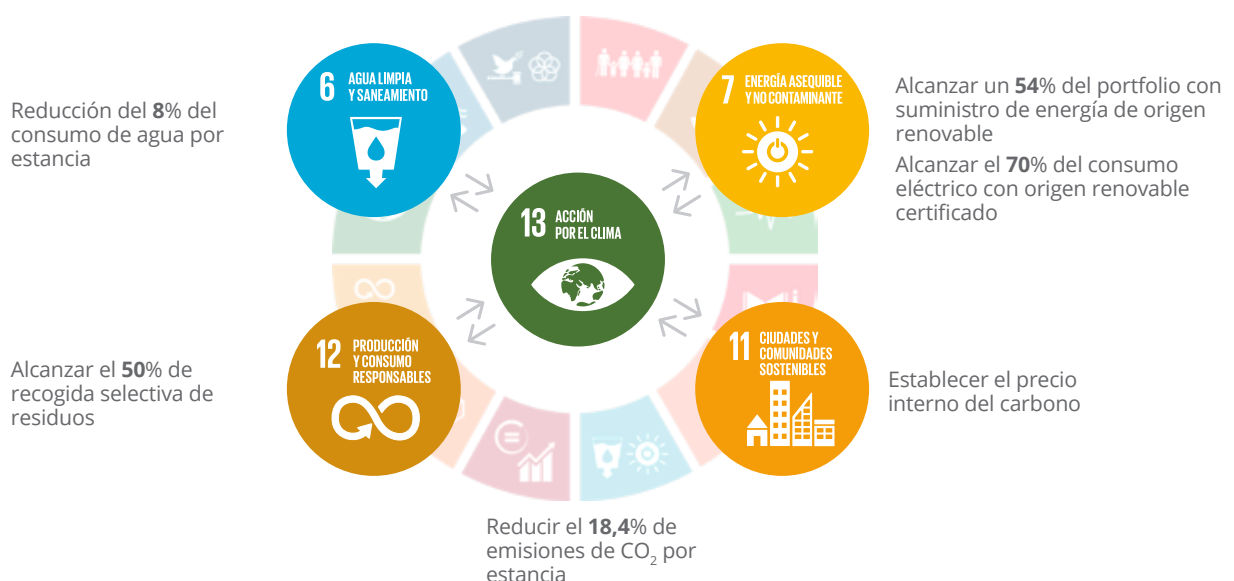 6 AGUA LIMPIA
Y SANEAMIENTO
Reducción del 8% del
consumo de agua por
estancia
7 ENERGÍA ASEQUIBLE
Y NO CONTAMINANTE
Alcanzar un 54% del portfolio con
suministro de energía de origen
renovable
Alcanzar el 70% del consumo
eléctrico con origen renovable
certificado
13 ACCIÓN
POR EL CLIMA
12 PRODUCCIÓN
Y CONSUMO
RESPONSABLES
Alcanzar el 50% de
recogida selectiva de
residuos
11 CIUDADES Y
COMUNIDADES
SOSTENIBLES
Establecer el precio
interno del carbono
Reducir el 18,4% de
emisiones de CO₂ por
estancia